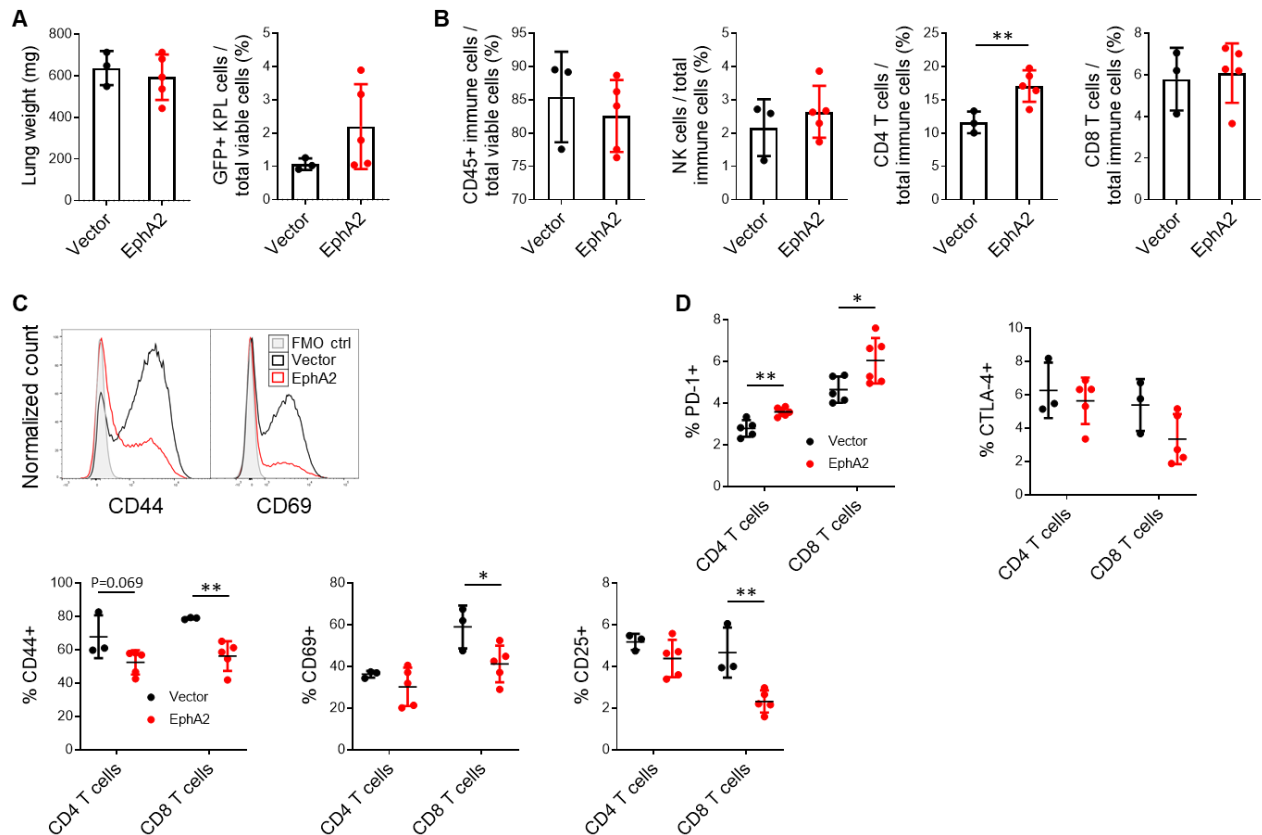 A
Lung weight (mg)
800
600
400
200
0
Vector
EphA2
GFP+ KPL cells /
total viable cells (%)
5
4
3
2
1
0
Vector
EphA2
B
CD45+ immune cells /
total viable cells (%)
95
90
85
80
75
70
Vector
EphA2
NK cells / total
immune cells (%)
5
4
3
2
1
0
Vector
EphA2
CD4 T cells /
total immune cells (%)
25
20
15
10
5
0
**
Vector
EphA2
CD8 T cells /
total immune cells (%)
8
6
4
2
0
Vector
EphA2
C
Normalized count
FMO ctrl
Vector
EphA2
CD44
CD69
% CD44+
100
80
60
40
20
0
P=0.069
**
Vector
EphA2
CD4 T cells
CD8 T cells
% CD69+
80
60
40
20
0
*
CD4 T cells
CD8 T cells
% CD25+
8
6
4
2
0
**
CD4 T cells
CD8 T cells
D
% PD-1+
8
6
4
2
0
**
*
Vector
EphA2
CD4 T cells
CD8 T cells
% CTLA-4+
10
8
6
4
2
0
CD4 T cells
CD8 T cells